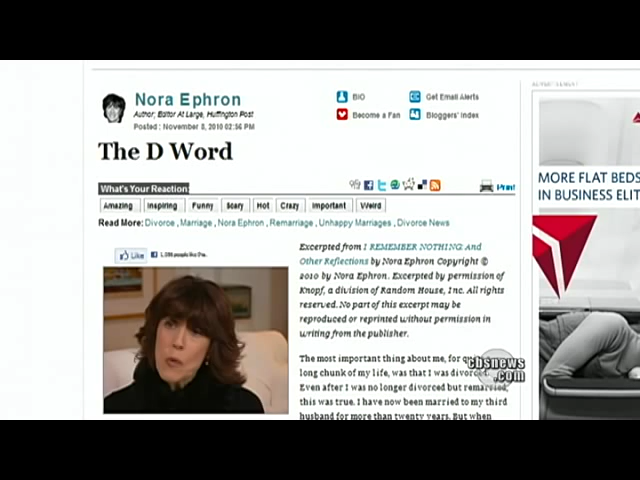 ADVERTISEMENT
Nora Ephron
Author; Editor At Large, Huffington Post
Posted: November 8, 2010 02:56 PM
BIO
Become a Fan
Get Email Alerts
Bloggers' Index
The D Word
What's Your Reaction:
Print
Amazing
Inspiring
Funny
Scary
Hot
Crazy
Important
Weird
Read More: Divorce , Marriage , Nora Ephron , Remarriage , Unhappy Marriages , Divorce News
Like
people like this.
Excerpted from I REMEMBER NOTHING: And
Other Reflections by Nora Ephron Copyright ©
2010 by Nora Ephron. Excerpted by permission of
Knopf, a division of Random House, Inc. All rights
reserved. No part of this excerpt may be
reproduced or reprinted without permission in
writing from the publisher.
The most important thing about me, for
long chunk of my life, was that I was
Even after I was no longer divorced but remarried,
this was true. I have now been married to my third
husband for more than twenty years. But when
cbsnews
.com
MORE FLAT BEDS
IN BUSINESS ELIT